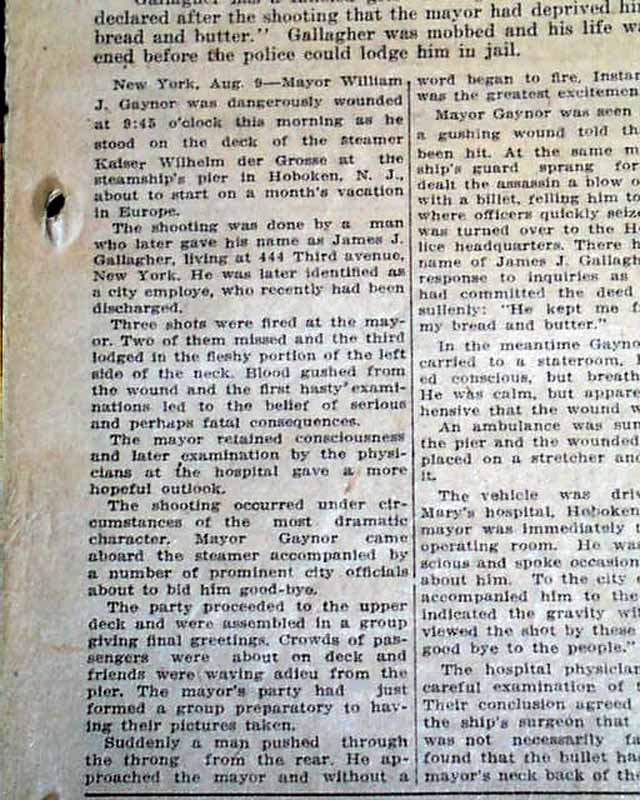 Gallagher has a
declared after the shooting that the mayor had deprived him
bread and butter." Gallagher was mobbed and his life
ened before the police could lodge him in jail.
New York, Aug. 9—Mayor William
J. Gaynor was dangerously wounded
at 9:45 o'clock this morning as he
stood on the deck of the steamer
Kaiser Wilhelm der Grosse at the
steamship's pier in Hoboken, N. J.,
about to start on a month's vacation
in Europe.
The shooting was done by a man
who later gave his name as James J.
Gallagher, living at 444 Third avenue,
New York. He was later identified as
a city employe, who recently had been
discharged.
Three shots were fired at the may-
or. Two of them missed and the third
lodged in the fleshy portion of the left
side of the neck. Blood gushed from
the wound and the first hasty exami-
nations led to the belief of serious
and perhaps fatal consequences.
The mayor retained consciousness
and later examination by the physi-
cians at the hospital gave a more
hopeful outlook.
The shooting occurred under cir-
cumstances of the most dramatic
character. Mayor Gaynor came
aboard the steamer accompanied by
a number of prominent city officials
about to bid him good-bye.
The party proceeded to the upper
deck and were assembled in a group
giving final greetings. Crowds of pas-
sengers were about on deck and
friends were waving adieu from the
pier. The mayor's party had just
formed a group preparatory to hav-
ing their pictures taken.
Suddenly a man pushed through
the throng from the rear. He ap-
proached the mayor and without a
word began to fire. Instan
was the greatest excitemen
Mayor Gaynor was seen
a gushing wound told th
been hit. At the same m
ship's guard sprang for
dealt the assassin a blow o
with a billet, felling him to
where officers quickly seiz
was turned over to the Ho
lice headquarters. There h
name of James J. Gallagh
response to inquiries as
had committed the deed
sullenly: "He kept me f
my bread and butter."
In the meantime Gayno
carried to a stateroom.
ed conscious, but breath
He was calm, but appare
hensive that the wound w
An ambulance was sum
the pier and the wounded
placed on a stretcher and
it.
The vehicle was dri
Mary's hospital, Hoboken
mayor was immediately
operating room. He was
scious and spoke occasion
about him. To the city
accompanied him to the
indicated the gravity wi
viewed the shot by these
good bye to the people."
The hospital physician
careful examination of
Their conclusion agreed
the ship's surgeon that
was not necessarily fa
found that the bullet ha
mayor's neck back of the